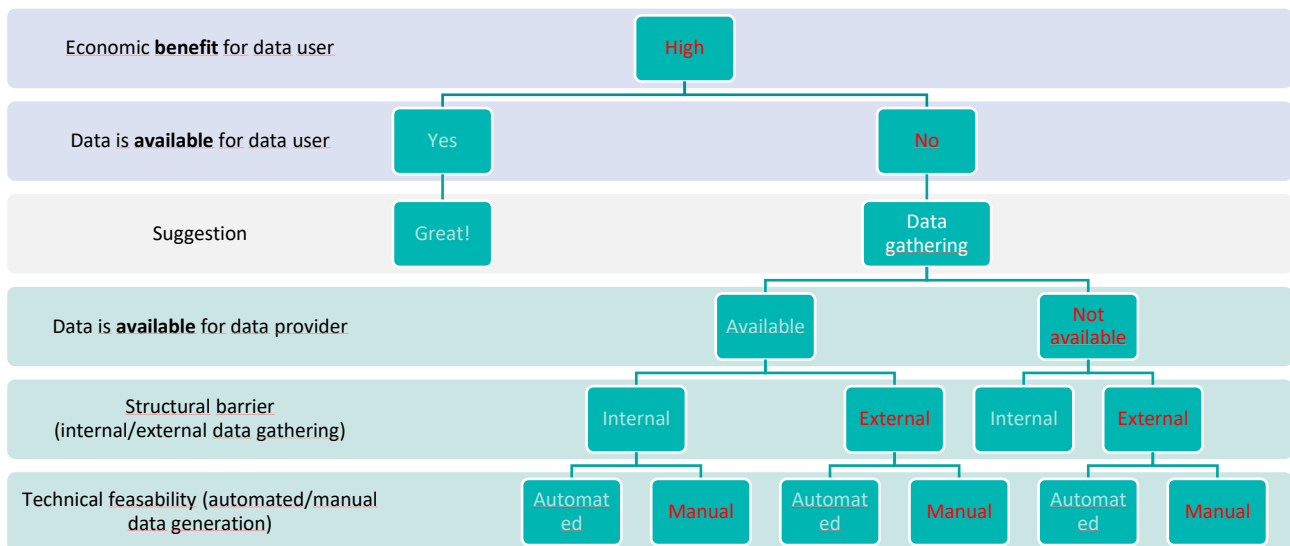 Economic benefit for data user
High
Data is available for data user
Yes
No
Suggestion
Great!
Data
gathering
Data is available for data provider
Available
Not
available
Structural barrier
(internal/external data gathering)
Internal
External
Internal
External
Technical feasability (automated/manual
data generation)
Automat
ed
Manual
Automat
ed
Manual
Automat
ed
Manual